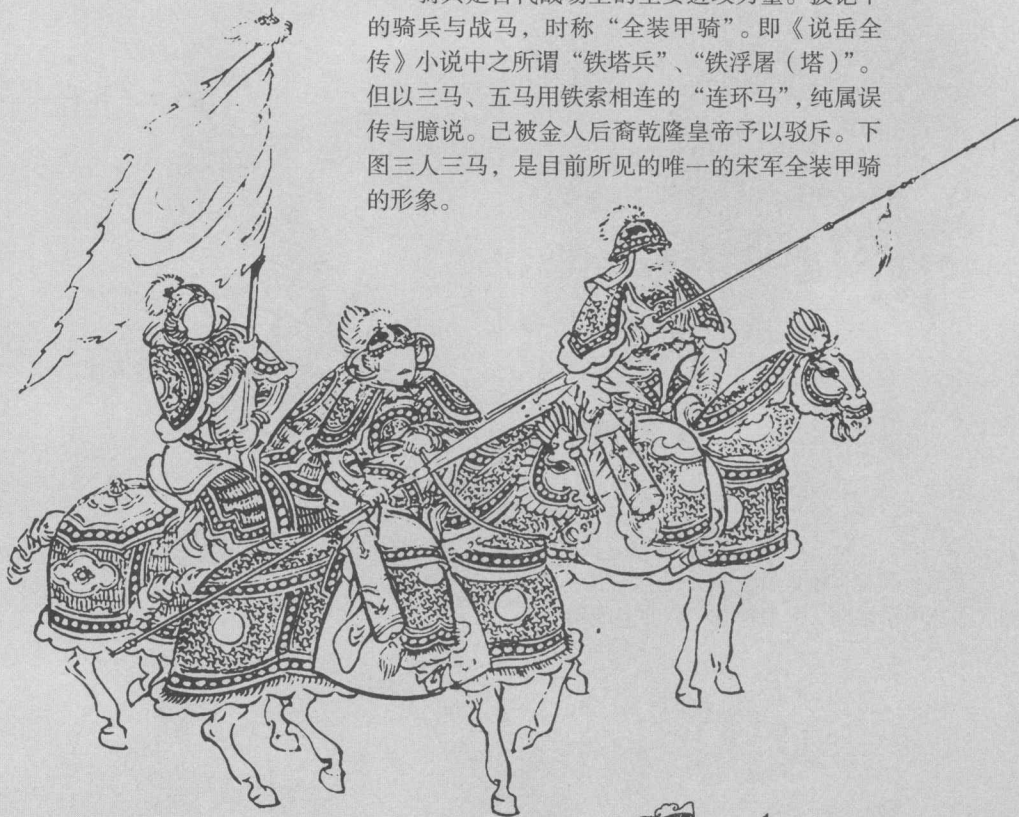 的骑兵与战马，时称“全装甲骑”。即《说岳全
传》小说中之所谓“铁塔兵”、“铁浮屠（塔）”。
但以三马、五马用铁索相连的“连环马”，纯属误
传与臆说。已被金人后裔乾隆皇帝予以驳斥。下
图三人三马，是目前所见的唯一的宋军全装甲骑
的形象。